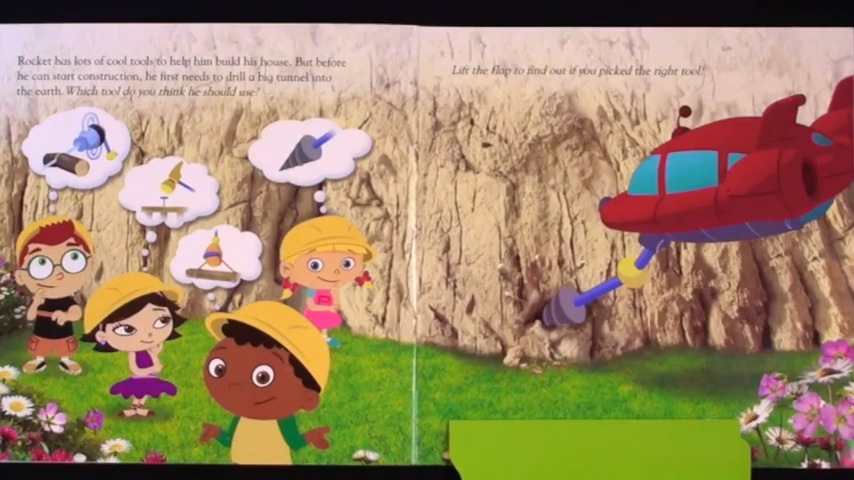 Rocket has lots of cool tools to help him build his house. But before
he can start construction, he first needs to drill a big tunnel into
the earth. Which tool do you think he should use?
Lift the flap to find out if you picked the right tool!